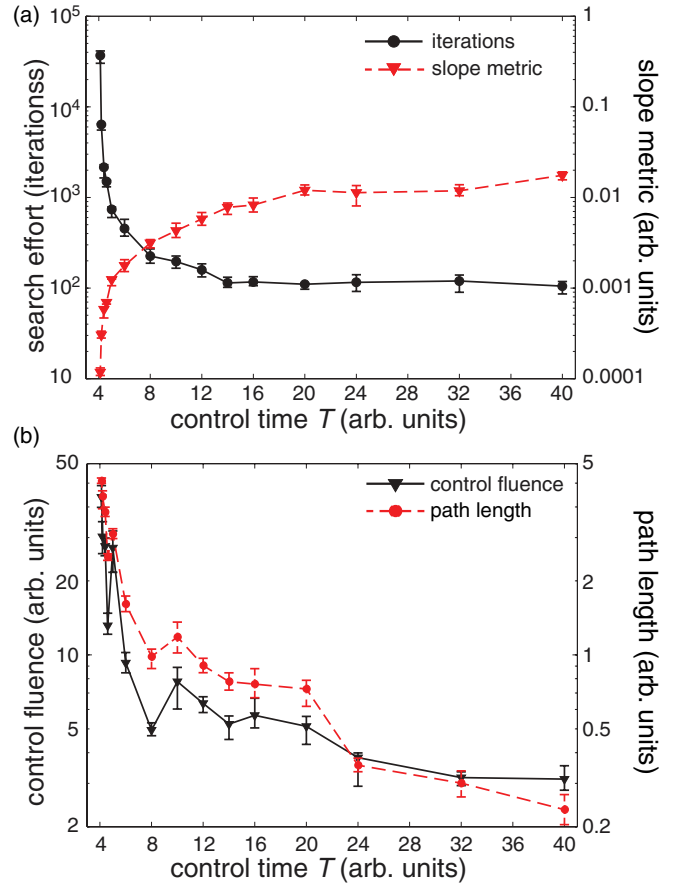 (a)
10^5
10^4
10^3
10^2
10
search effort (iterationss)
iterations
slope metric
1
0.1
0.01
0.001
0.0001
slope metric (arb. units)
4 8 12 16 20 24 28 32 36 40
control time T (arb. units)
(b)
50
20
10
5
2
control fluence (arb. units)
control fluence
path length
5
2
1
0.5
0.2
path length (arb. units)
4 8 12 16 20 24 28 32 36 40
control time T (arb. units)